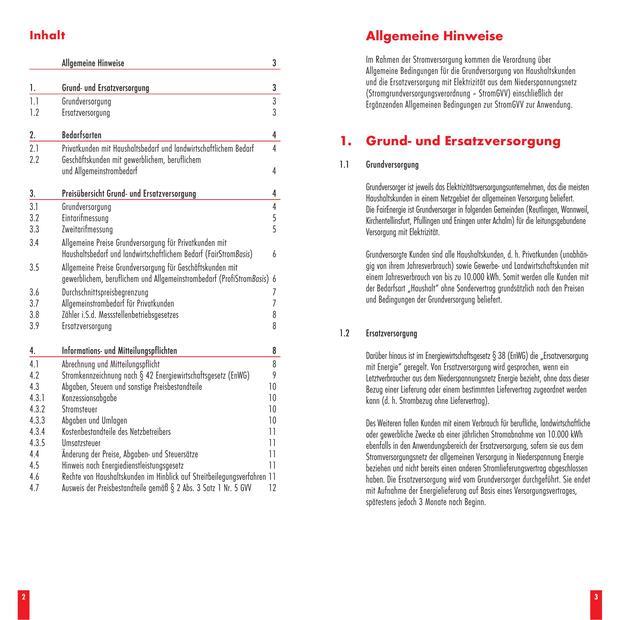 Inhalt
Allgemeine Hinweise 3
1. Grund- und Ersatzversorgung 3
1.1 Grundversorgung 3
1.2 Ersatzversorgung 3
2. Bedarfsarten 4
2.1 Privatkunden mit Haushaltsbedarf und landwirtschaftlichem Bedarf 4
2.2 Geschäftskunden mit gewerblichem, beruflichem
und Allgemeinstrombedarf 4
3. Preisübersicht Grund- und Ersatzversorgung 4
3.1 Grundversorgung 4
3.2 Eintarifmessung 5
3.3 Zweitarifmessung 5
3.4 Allgemeine Preise Grundversorgung für Privatkunden mit
Haushaltsbedarf und landwirtschaftlichem Bedarf (FairStromBasis) 6
3.5 Allgemeine Preise Grundversorgung für Geschäftskunden mit
gewerblichem, beruflichem und Allgemeinstrombedarf (ProfiStromBasis) 6
3.6 Durchschnittspreisbegrenzung 7
3.7 Allgemeinstrombedarf für Privatkunden 7
3.8 Zähler i.S.d. Messstellenbetriebsgesetzes 8
3.9 Ersatzversorgung 8
4. Informations- und Mitteilungspflichten 8
4.1 Abrechnung und Mitteilungspflicht 8
4.2 Stromkennzeichnung nach § 42 Energiewirtschaftsgesetz (EnWG) 9
4.3 Abgaben, Steuern und sonstige Preisbestandteile 10
4.3.1 Konzessionsabgabe 10
4.3.2 Stromsteuer 10
4.3.3 Abgaben und Umlagen 10
4.3.4 Kostenbestandteile des Netzbetreibers 11
4.3.5 Umsatzsteuer 11
4.4 Änderung der Preise, Abgaben- und Steuersätze 11
4.5 Hinweis nach Energiedienstleistungsgesetz 11
4.6 Rechte von Haushaltskunden im Hinblick auf Streitbeilegungsverfahren 11
4.7 Ausweis der Preisbestandteile gemäß § 2 Abs. 3 Satz 1 Nr. 5 GVV 12
2
Allgemeine Hinweise
Im Rahmen der Stromversorgung kommen die Verordnung über
Allgemeine Bedingungen für die Grundversorgung von Haushaltskunden
und die Ersatzversorgung mit Elektrizität aus dem Niederspannungsnetz
(Stromgrundversorgungsverordnung – StromGVV) einschließlich der
Ergänzenden Allgemeinen Bedingungen zur StromGVV zur Anwendung.
1. Grund- und Ersatzversorgung
1.1 Grundversorgung
Grundversorger ist jeweils das Elektrizitätsversorgungsunternehmen, das die meisten
Haushaltskunden in einem Netzgebiet der allgemeinen Versorgung beliefert.
Die FairEnergie ist Grundversorger in folgenden Gemeinden (Reutlingen, Wannweil,
Kirchentellinsfurt, Pfullingen und Eningen unter Achalm) für die leitungsgebundene
Versorgung mit Elektrizität.
Grundversorgte Kunden sind alle Haushaltskunden, d. h. Privatkunden (unabhän-
gig von ihrem Jahresverbrauch) sowie Gewerbe- und Landwirtschaftskunden mit
einem Jahresverbrauch von bis zu 10.000 kWh. Somit werden alle Kunden mit
der Bedarfsart „Haushalt“ ohne Sondervertrag grundsätzlich nach den Preisen
und Bedingungen der Grundversorgung beliefert.
1.2 Ersatzversorgung
Darüber hinaus ist im Energiewirtschaftsgesetz § 38 (EnWG) die „Ersatzversorgung
mit Energie“ geregelt. Von Ersatzversorgung wird gesprochen, wenn ein
Letztverbraucher aus dem Niederspannungsnetz Energie bezieht, ohne dass dieser
Bezug einer Lieferung oder einem bestimmten Liefervertrag zugeordnet werden
kann (d. h. Strombezug ohne Liefervertrag).
Des Weiteren fallen Kunden mit einem Verbrauch für berufliche, landwirtschaftliche
oder gewerbliche Zwecke ab einer jährlichen Stromabnahme von 10.000 kWh
ebenfalls in den Anwendungsbereich der Ersatzversorgung, sofern sie aus dem
Stromversorgungsnetz der allgemeinen Versorgung in Niederspannung Energie
beziehen und nicht bereits einen anderen Stromlieferungsvertrag abgeschlossen
haben. Die Ersatzversorgung wird vom Grundversorger durchgeführt. Sie endet
mit Aufnahme der Energielieferung auf Basis eines Versorgungsvertrages,
spätestens jedoch 3 Monate nach Beginn.
3